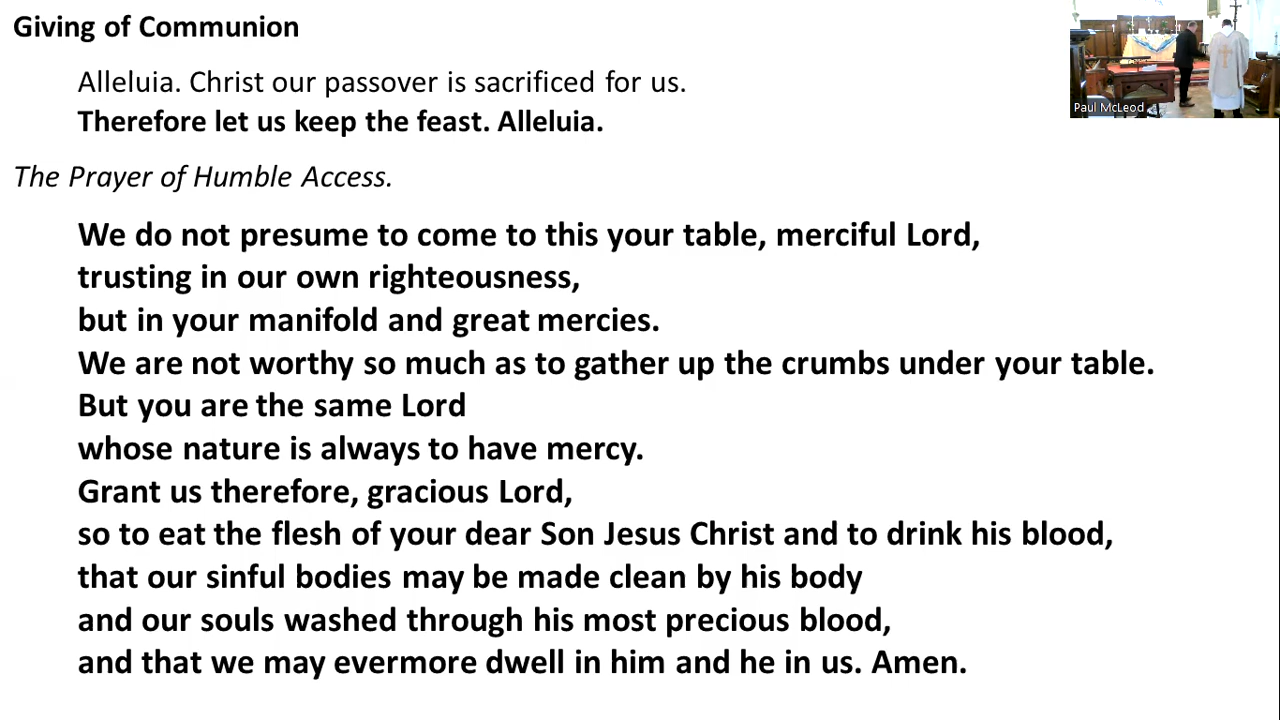 Giving of Communion
Alleluia. Christ our passover is sacrificed for us.
Therefore let us keep the feast. Alleluia.
Paul McLeod
The Prayer of Humble Access.
We do not presume to come to this your table, merciful Lord,
trusting in our own righteousness,
but in your manifold and great mercies.
We are not worthy so much as to gather up the crumbs under your table.
But you are the same Lord
whose nature is always to have mercy.
Grant us therefore, gracious Lord,
so to eat the flesh of your dear Son Jesus Christ and to drink his blood,
that our sinful bodies may be made clean by his body
and our souls washed through his most precious blood,
and that we may evermore dwell in him and he in us. Amen.